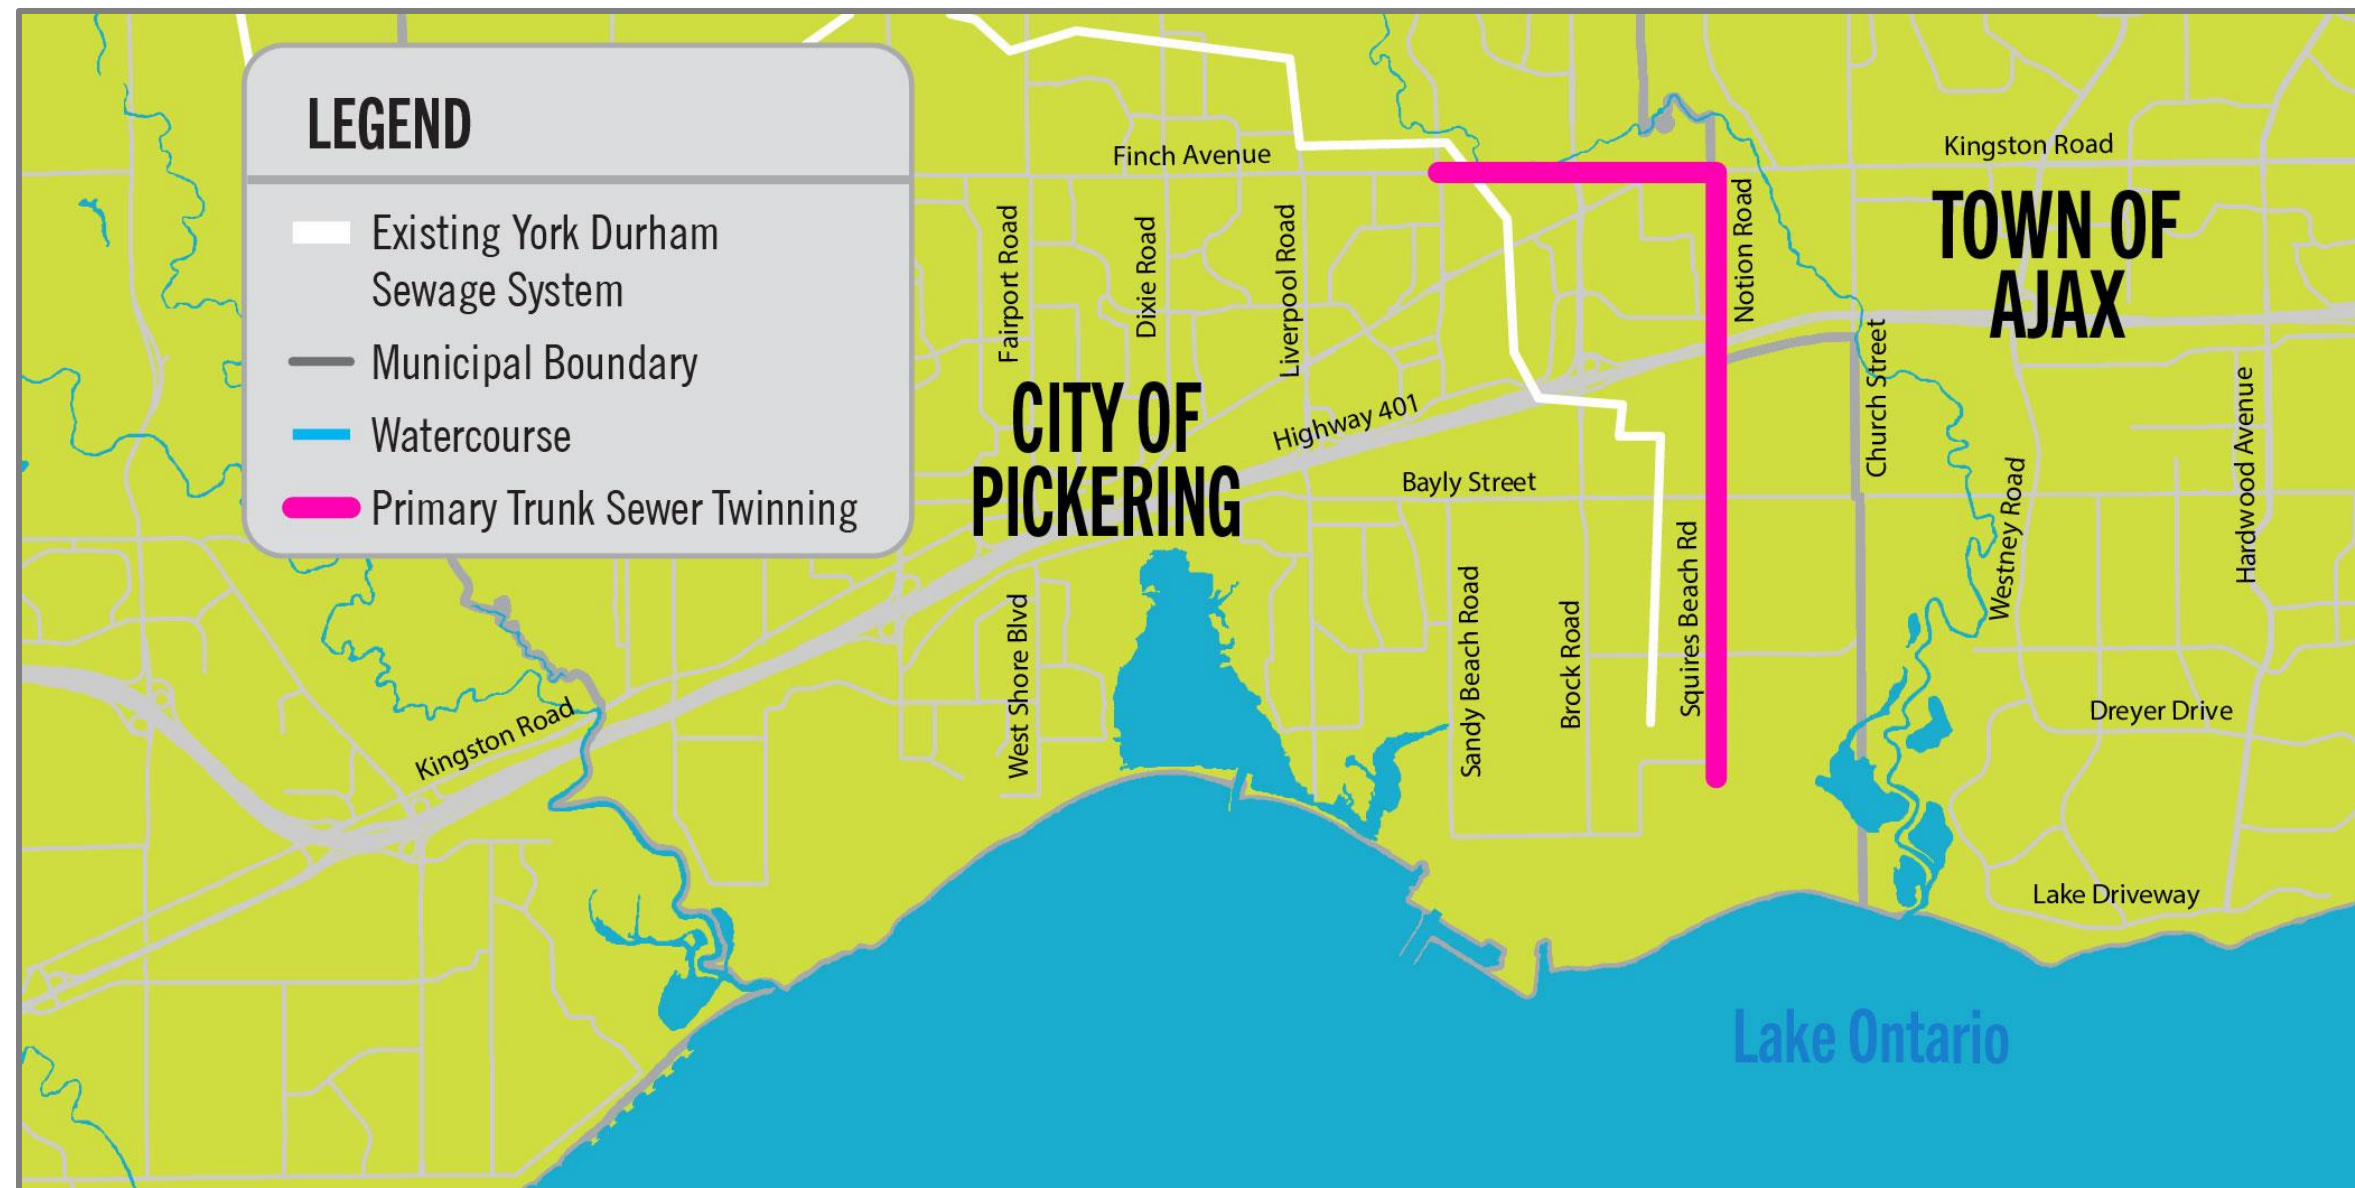 LEGEND
Existing York Durham
Sewage System
Municipal Boundary
Watercourse
Primary Trunk Sewer Twinning
Finch Avenue
Kingston Road
TOWN OF
AJAX
Fairport Road
Dixie Road
Liverpool Road
Notion Road
Church Street
Hardwood Avenue
CITY OF
PICKERING
Highway 401
Bayly Street
Westney Road
West Shore Blvd
Sandy Beach Road
Brock Road
Squires Beach Rd
Kingston Road
Dreyer Drive
Lake Driveway
Lake Ontario